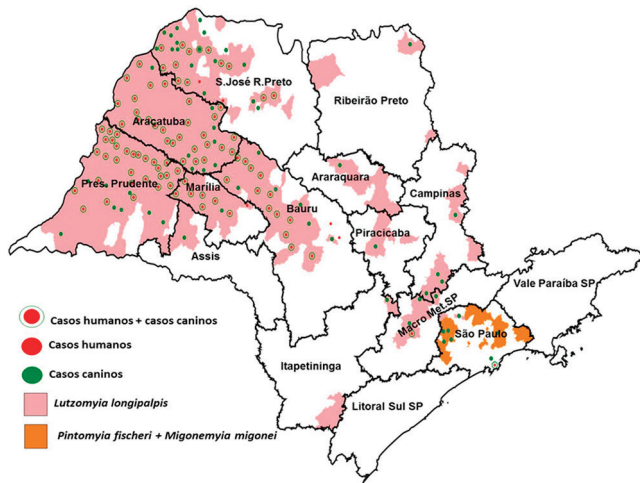 S.José R.Preto
Ribeirão Preto
Araçatuba
Pres. Prudente
Marília
Araraquara
Campinas
Bauru
Assis
Piracicaba
Vale Paraíba SP
Macro Met.SP
São Paulo
Itapetininga
Litoral Sul SP
Casos humanos + casos caninos
Casos humanos
Casos caninos
Lutzomyia longipalpis
Pintomyia fischeri + Migonemyia migonei